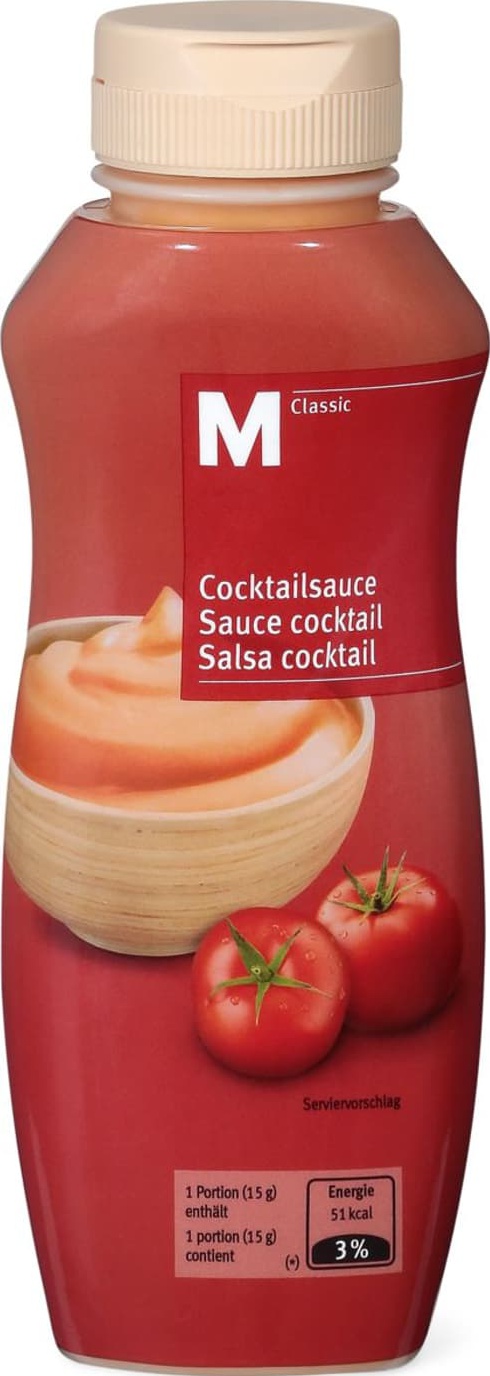 M Classic
Cocktailsauce
Sauce cocktail
Salsa cocktail
Serviervorschlag
1 Portion (15 g)
enthält
1 portion (15 g)
contient
(*)
Energie
51 kcal
3%